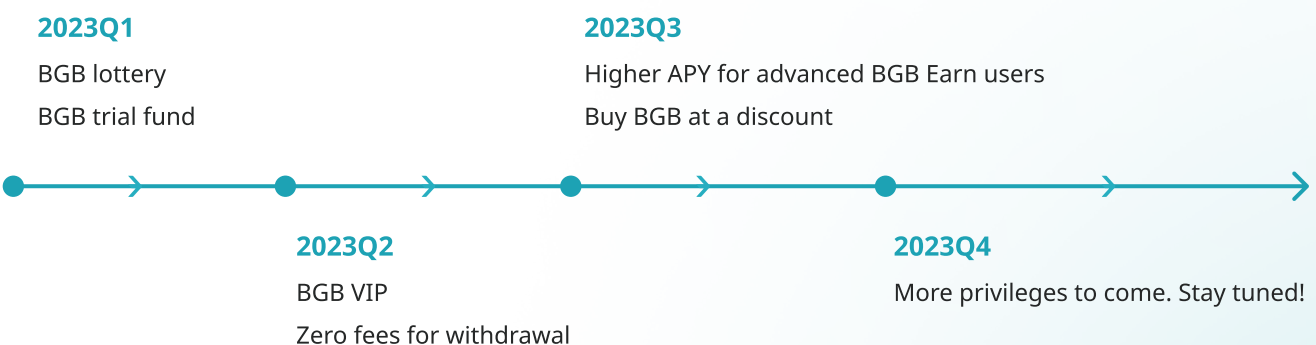 2023Q1
BGB lottery
BGB trial fund
2023Q2
BGB VIP
Zero fees for withdrawal
2023Q3
Higher APY for advanced BGB Earn users
Buy BGB at a discount
2023Q4
More privileges to come. Stay tuned!